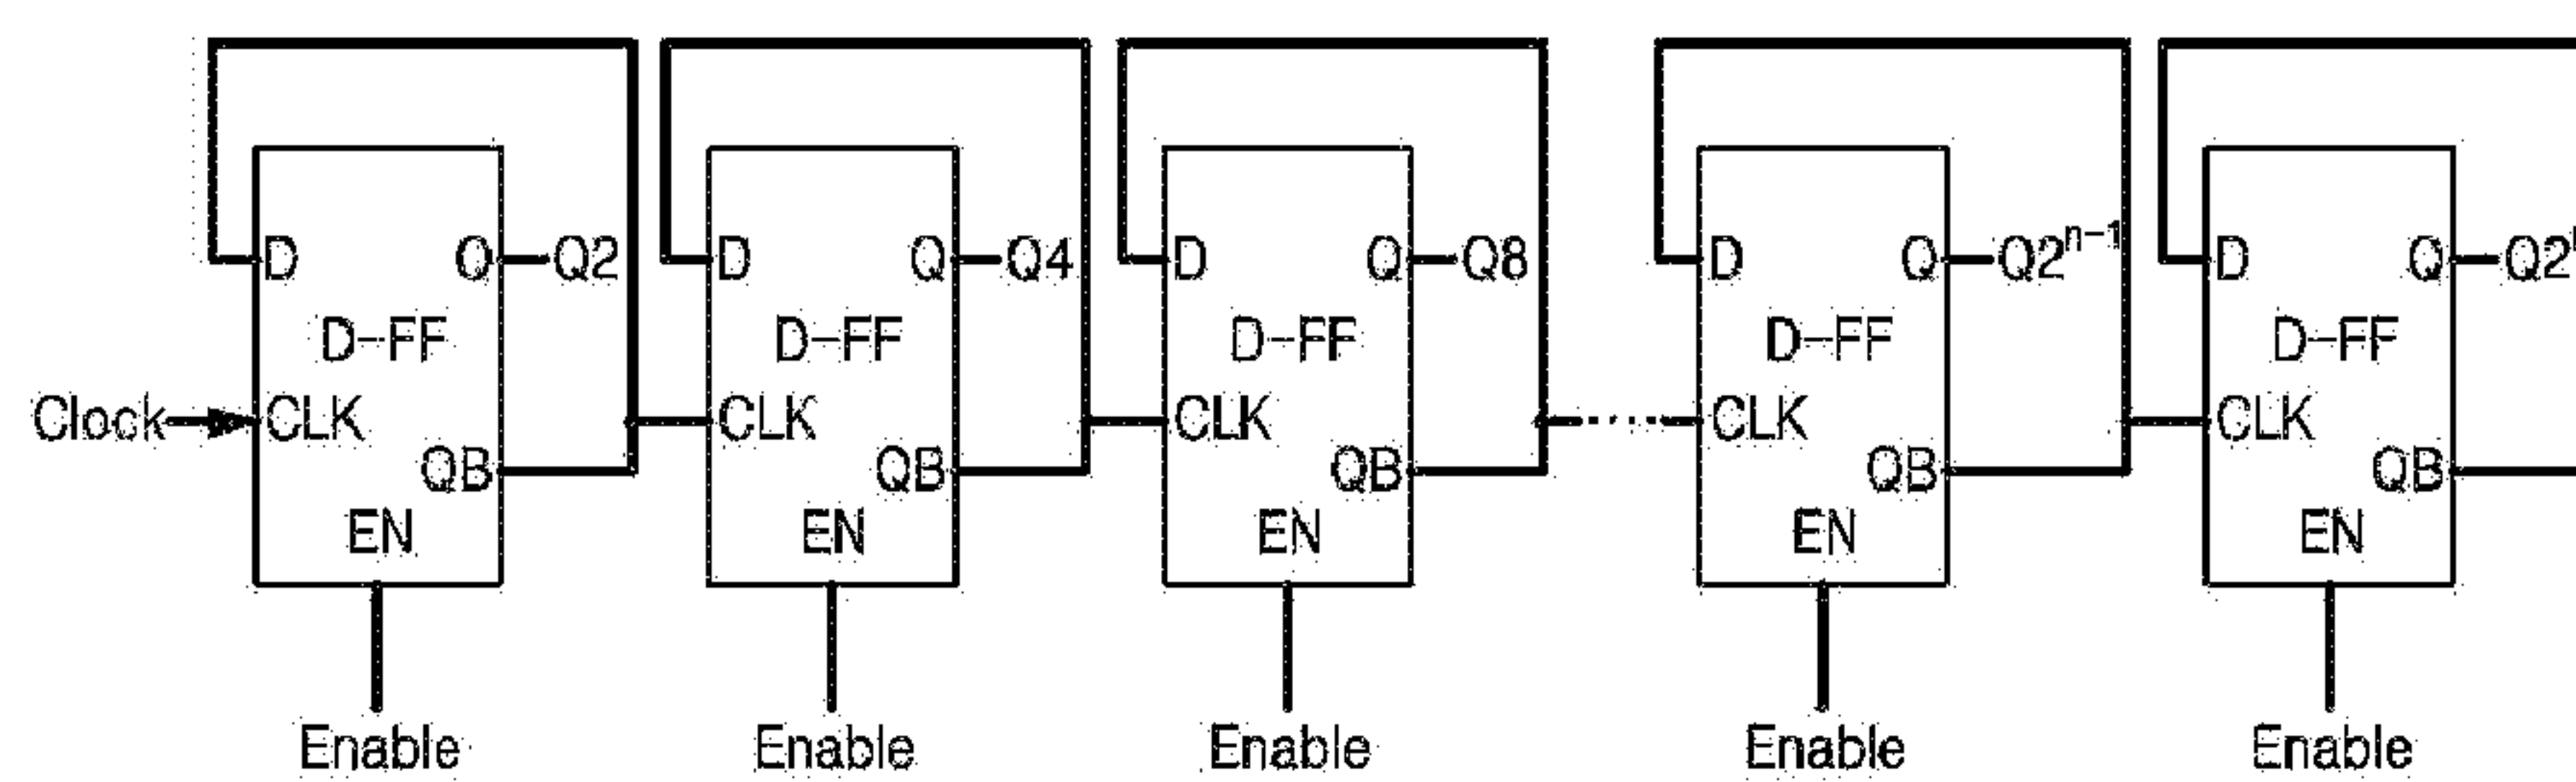 D Q Q2 D Q Q4 D Q Q8 D Q Q2ⁿ⁻¹ D Q
D-FF D-FF D-FF D-FF D-FF
Clock CLK CLK CLK CLK CLK
QB QB QB QB QB
EN EN EN EN EN
Enable Enable Enable Enable Enable